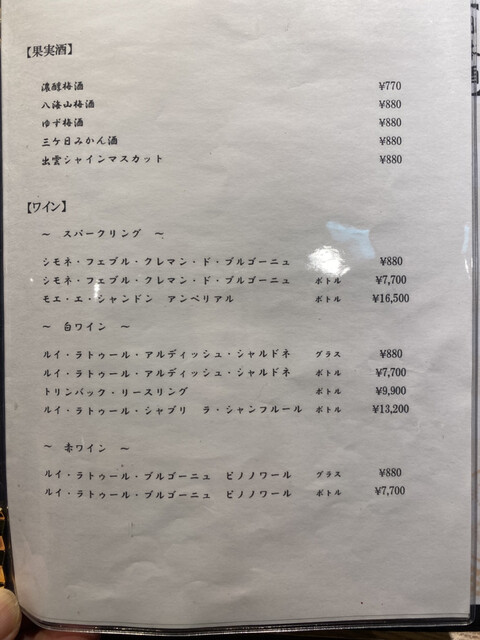 【果実酒】
濃醇梅酒 ¥770
八海山梅酒 ¥880
ゆず梅酒 ¥880
三ケ日みかん酒 ¥880
出雲シャインマスカット ¥880
【ワイン】
～ スパークリング ～
シモネ・フェブル・クレマン・ド・ブルゴーニュ ¥880
シモネ・フェブル・クレマン・ド・ブルゴーニュ ボトル ¥7,700
モエ・エ・シャンドン アンペリアル ボトル ¥16,500
～ 白ワイン ～
ルイ・ラトゥール・アルディッシュ・シャルドネ グラス ¥880
ルイ・ラトゥール・アルディッシュ・シャルドネ ボトル ¥7,700
トリンバック・リースリング ボトル ¥9,900
ルイ・ラトゥール・シャブリ ラ・シャンフルール ボトル ¥13,200
～ 赤ワイン ～
ルイ・ラトゥール・ブルゴーニュ ピノノワール グラス ¥880
ルイ・ラトゥール・ブルゴーニュ ピノノワール ボトル ¥7,700